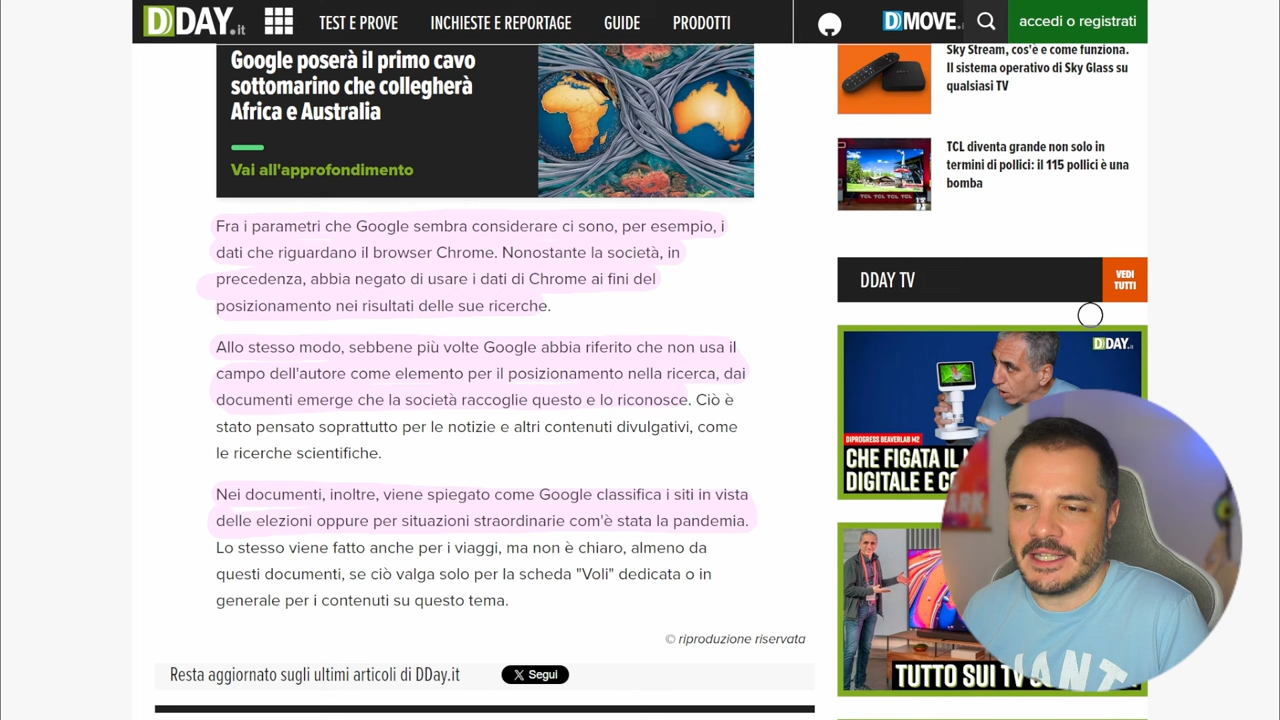 DDAY.it
TEST E PROVE
INCHIESTE E REPORTAGE
GUIDE
PRODOTTI
DMOVE.
accedi o registrati
Google poserà il primo cavo
sottomarino che collegherà
Africa e Australia
Vai all'approfondimento
Fra i parametri che Google sembra considerare ci sono, per esempio, i
dati che riguardano il browser Chrome. Nonostante la società, in
precedenza, abbia negato di usare i dati di Chrome ai fini del
posizionamento nei risultati delle sue ricerche.
Allo stesso modo, sebbene più volte Google abbia riferito che non usa il
campo dell'autore come elemento per il posizionamento nella ricerca, dai
documenti emerge che la società raccoglie questo e lo riconosce. Ciò è
stato pensato soprattutto per le notizie e altri contenuti divulgativi, come
le ricerche scientifiche.
Nei documenti, inoltre, viene spiegato come Google classifica i siti in vista
delle elezioni oppure per situazioni straordinarie com'è stata la pandemia.
Lo stesso viene fatto anche per i viaggi, ma non è chiaro, almeno da
questi documenti, se ciò valga solo per la scheda "Voli" dedicata o in
generale per i contenuti su questo tema.
© riproduzione riservata
Resta aggiornato sugli ultimi articoli di DDay.it
X Segui
Sky Stream, cos'è e come funziona.
Il sistema operativo di Sky Glass su
qualsiasi TV
TCL diventa grande non solo in
termini di pollici: il 115 pollici è una
bomba
DDAY TV
VEDI
TUTTI
DDAY.it
DIPROGRESS BEAVERLAB M2
CHE FIGATA IL
DIGITALE E
TUTTO SUI TV